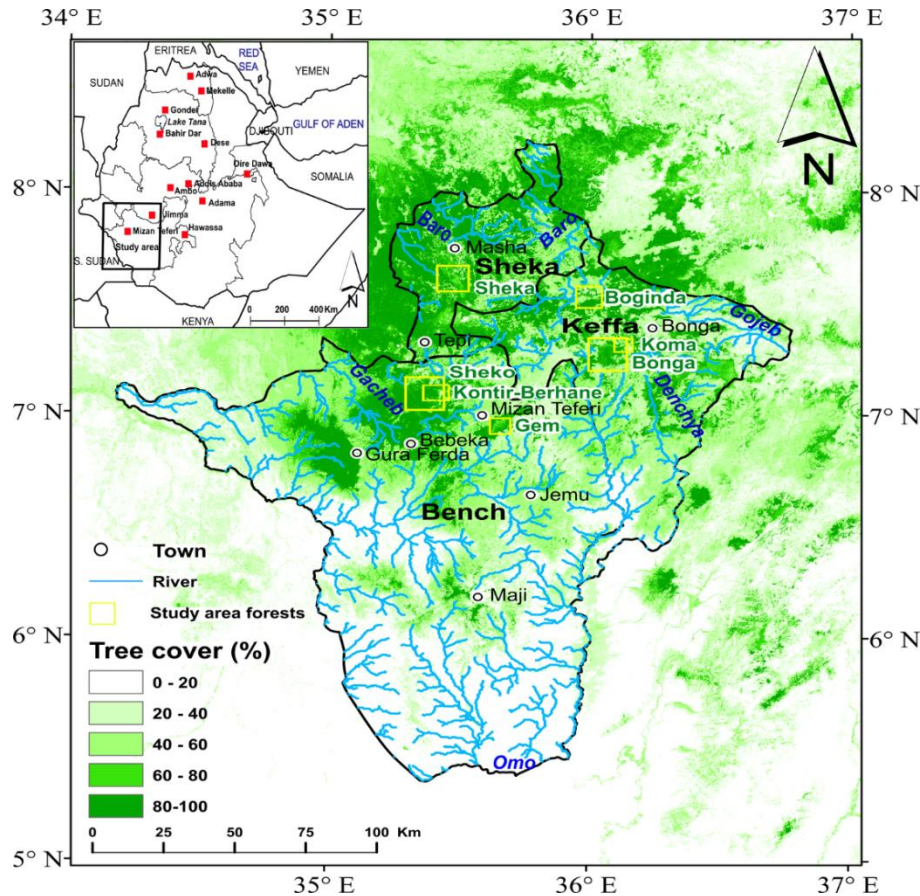 34° E
36° E
37° E
ERITREA
RED
SEA
SUDAN
YEMEN
Adwa
Mekelle
Gonder
Lake Tana
Bahir Dar
GULF OF ADEN
DJIBOUTI
Dese
Dire Dawa
SOMALIA
Addis Ababa
Ambo
Adama
Jimma
Mizan Teferi
Hawassa
Study area
S. SUDAN
KENYA
0 200 400 Km
N
N
8° N
8° N
Baro
Baro
Masha
Sheka
Sheka
Boginda
Gojeb
Keffa
Bonga
Tepi
Koma
Bonga
Sheko
Gacheb
Kontir-Berhane
Denchya
7° N
7° N
Mizan Teferi
Gem
Bebeka
Gura Ferda
Jemu
Bench
Maji
Town
River
Study area forests
6° N
6° N
Tree cover (%)
0 - 20
20 - 40
40 - 60
60 - 80
80-100
Omo
0 25 50 75 100 Km
5° N
5° N
35° E
36° E
37° E